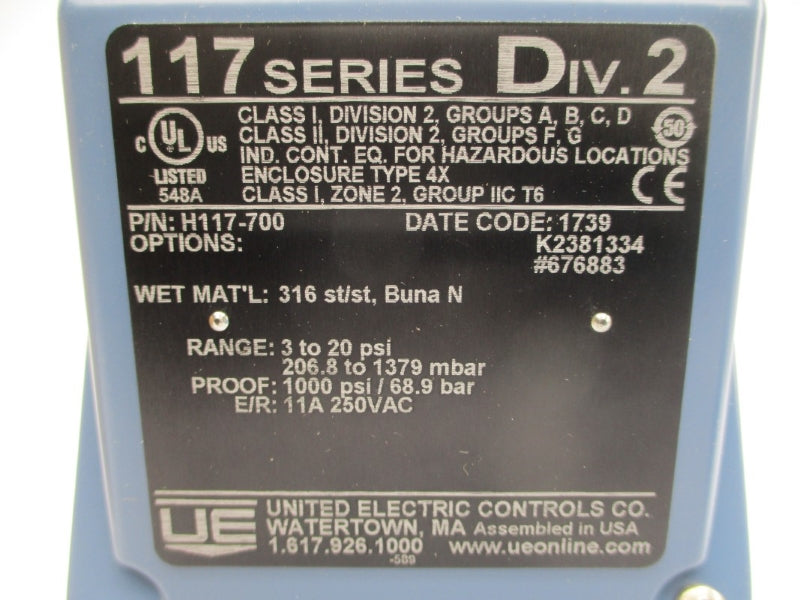 117 SERIES DIV. 2
CLASS I, DIVISION 2, GROUPS A, B, C, D
CLASS II, DIVISION 2, GROUPS F, G
IND. CONT. EQ. FOR HAZARDOUS LOCATIONS
ENCLOSURE TYPE 4X
CLASS I, ZONE 2, GROUP IIC T6
C UL US
LISTED
548A
50
CE
P/N: H117-700 DATE CODE: 1739
OPTIONS: K2381334
#676883
WET MAT'L: 316 st/st, Buna N
RANGE: 3 to 20 psi
206.8 to 1379 mbar
PROOF: 1000 psi / 68.9 bar
E/R: 11A 250VAC
UE
UNITED ELECTRIC CONTROLS CO.
WATERTOWN, MA Assembled in USA
1.617.926.1000 www.ueonline.com
-589